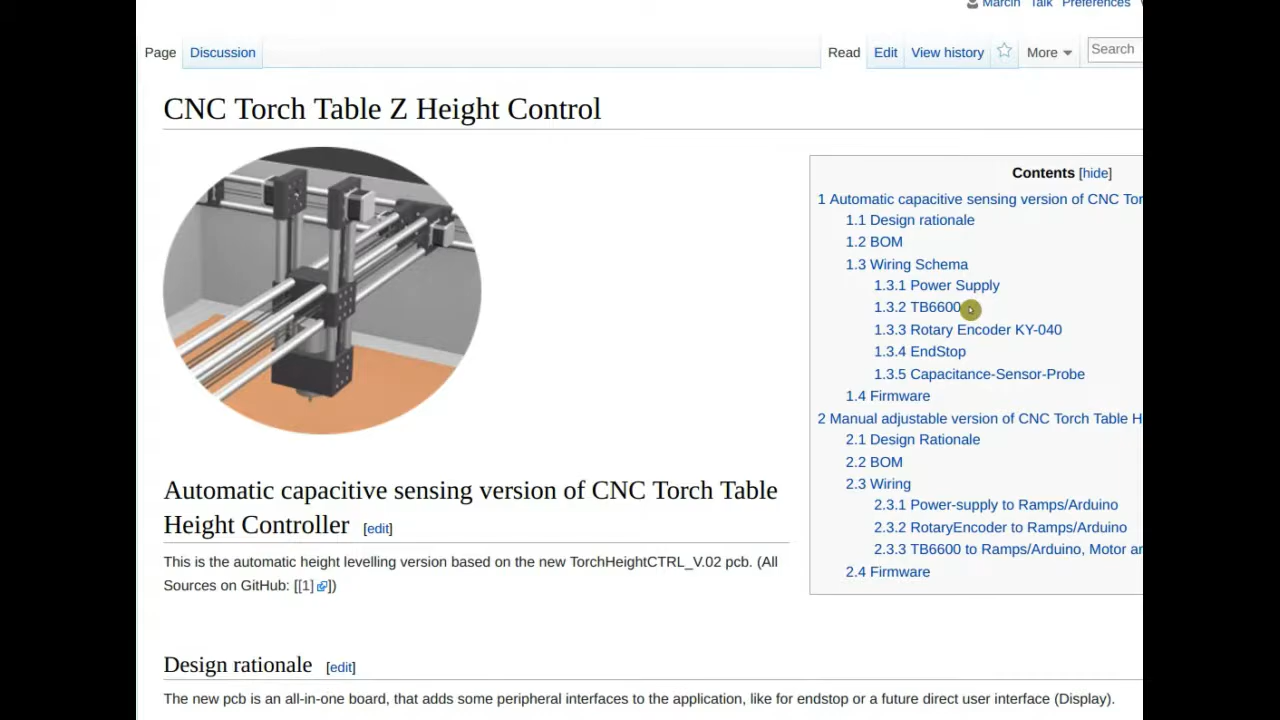 Marcin Talk Preferences
Page Discussion Read Edit View history More Search
CNC Torch Table Z Height Control
Contents [hide]
1 Automatic capacitive sensing version of CNC Tor
1.1 Design rationale
1.2 BOM
1.3 Wiring Schema
1.3.1 Power Supply
1.3.2 TB6600
1.3.3 Rotary Encoder KY-040
1.3.4 EndStop
1.3.5 Capacitance-Sensor-Probe
1.4 Firmware
2 Manual adjustable version of CNC Torch Table H
2.1 Design Rationale
2.2 BOM
2.3 Wiring
2.3.1 Power-supply to Ramps/Arduino
2.3.2 RotaryEncoder to Ramps/Arduino
2.3.3 TB6600 to Ramps/Arduino, Motor ar
2.4 Firmware
Automatic capacitive sensing version of CNC Torch Table
Height Controller [edit]
This is the automatic height levelling version based on the new TorchHeightCTRL_V.02 pcb. (All
Sources on GitHub: [[1]])
Design rationale [edit]
The new pcb is an all-in-one board, that adds some peripheral interfaces to the application, like for endstop or a future direct user interface (Display).